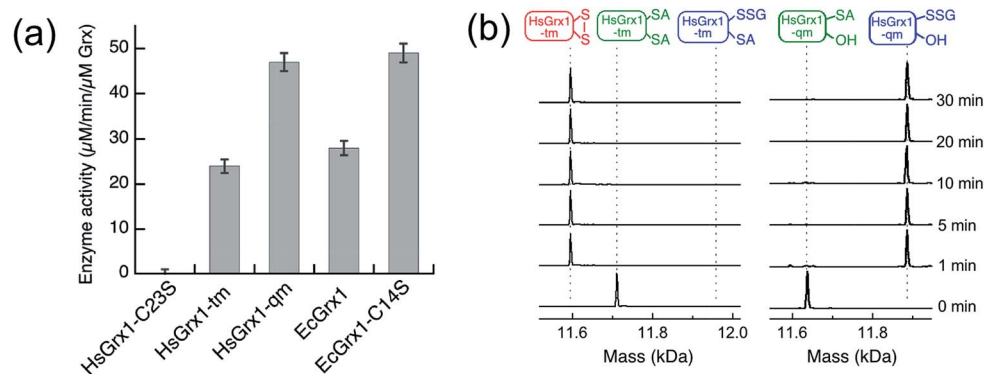 (a)
Enzyme activity (µM/min/µM Grx)
50
40
30
20
10
0
HsGrx1-C23S
HsGrx1-tm
HsGrx1-qm
EcGrx1
EcGrx1-C14S
(b)
HsGrx1 -tm S S
HsGrx1 -tm SA SA
HsGrx1 -tm SSG SA
HsGrx1 -qm SA OH
HsGrx1 -qm SSG OH
30 min
20 min
10 min
5 min
1 min
0 min
11.6 11.8 12.0
Mass (kDa)
11.6 11.8
Mass (kDa)